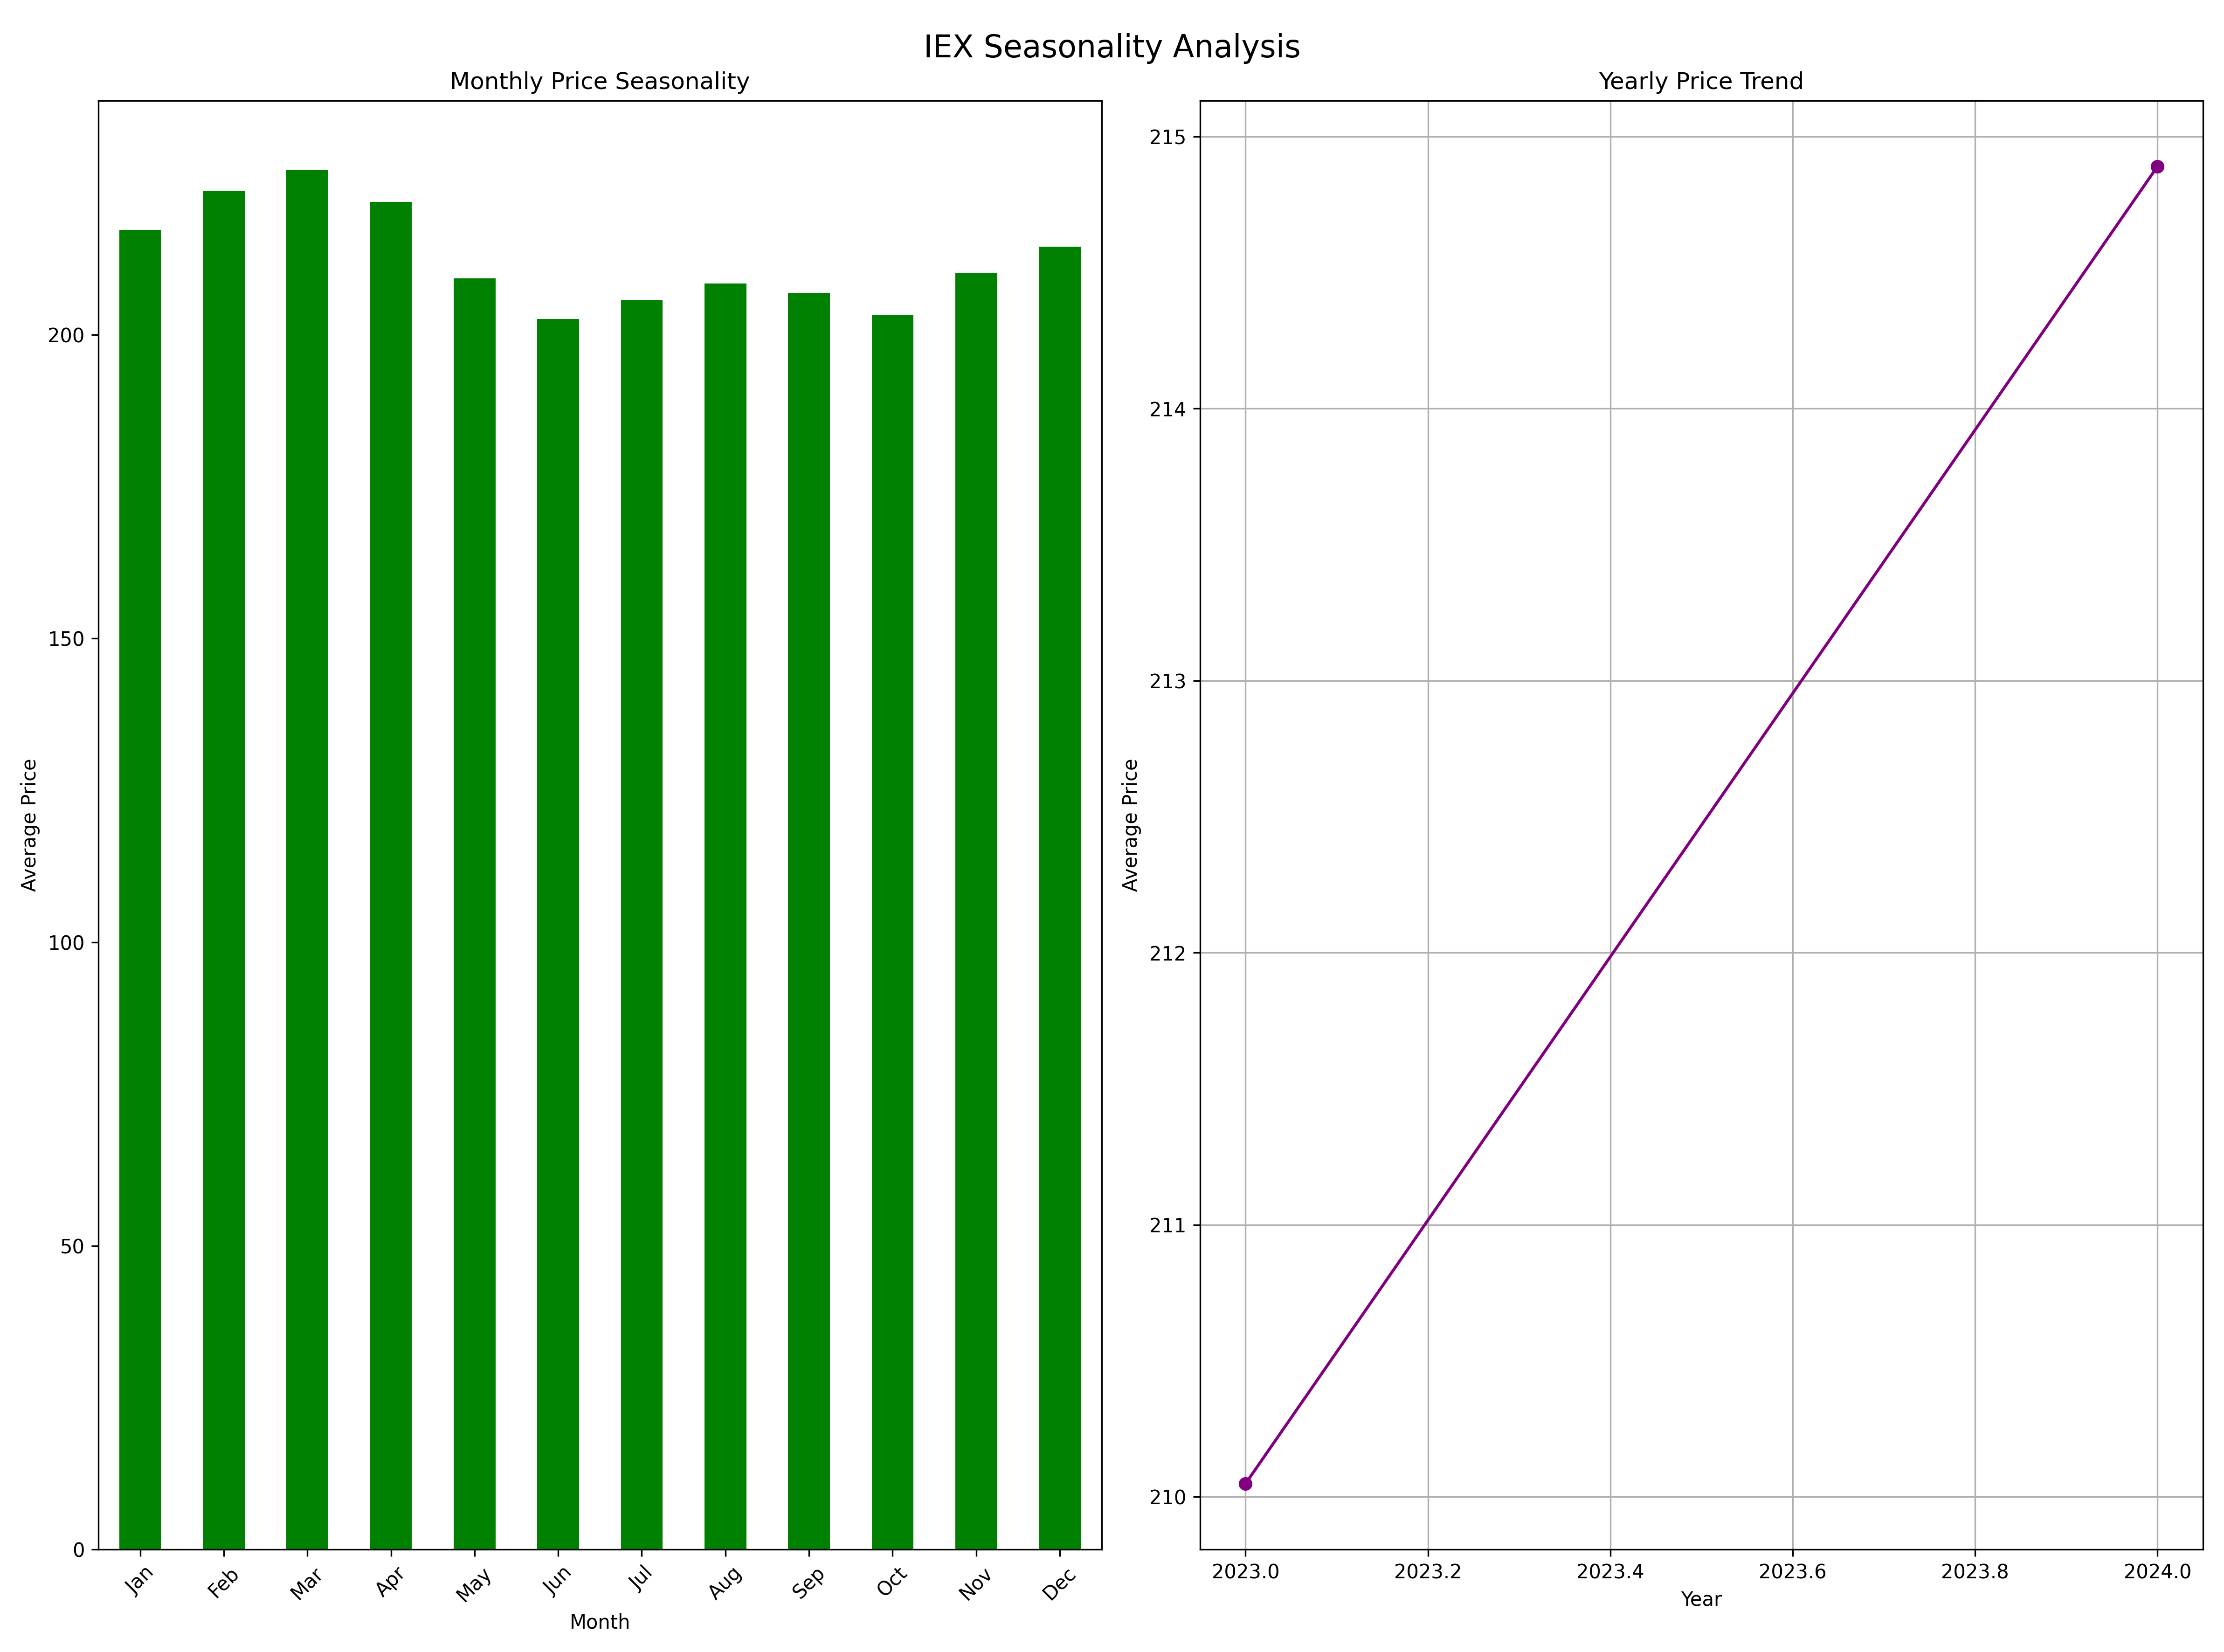 IEX Seasonality Analysis
Monthly Price Seasonality
Average Price
200
150
100
50
0
Jan Feb Mar Apr May Jun Jul Aug Sep Oct Nov Dec
Month
Yearly Price Trend
Average Price
215
214
213
212
211
210
2023.0 2023.2 2023.4 2023.6 2023.8 2024.0
Year